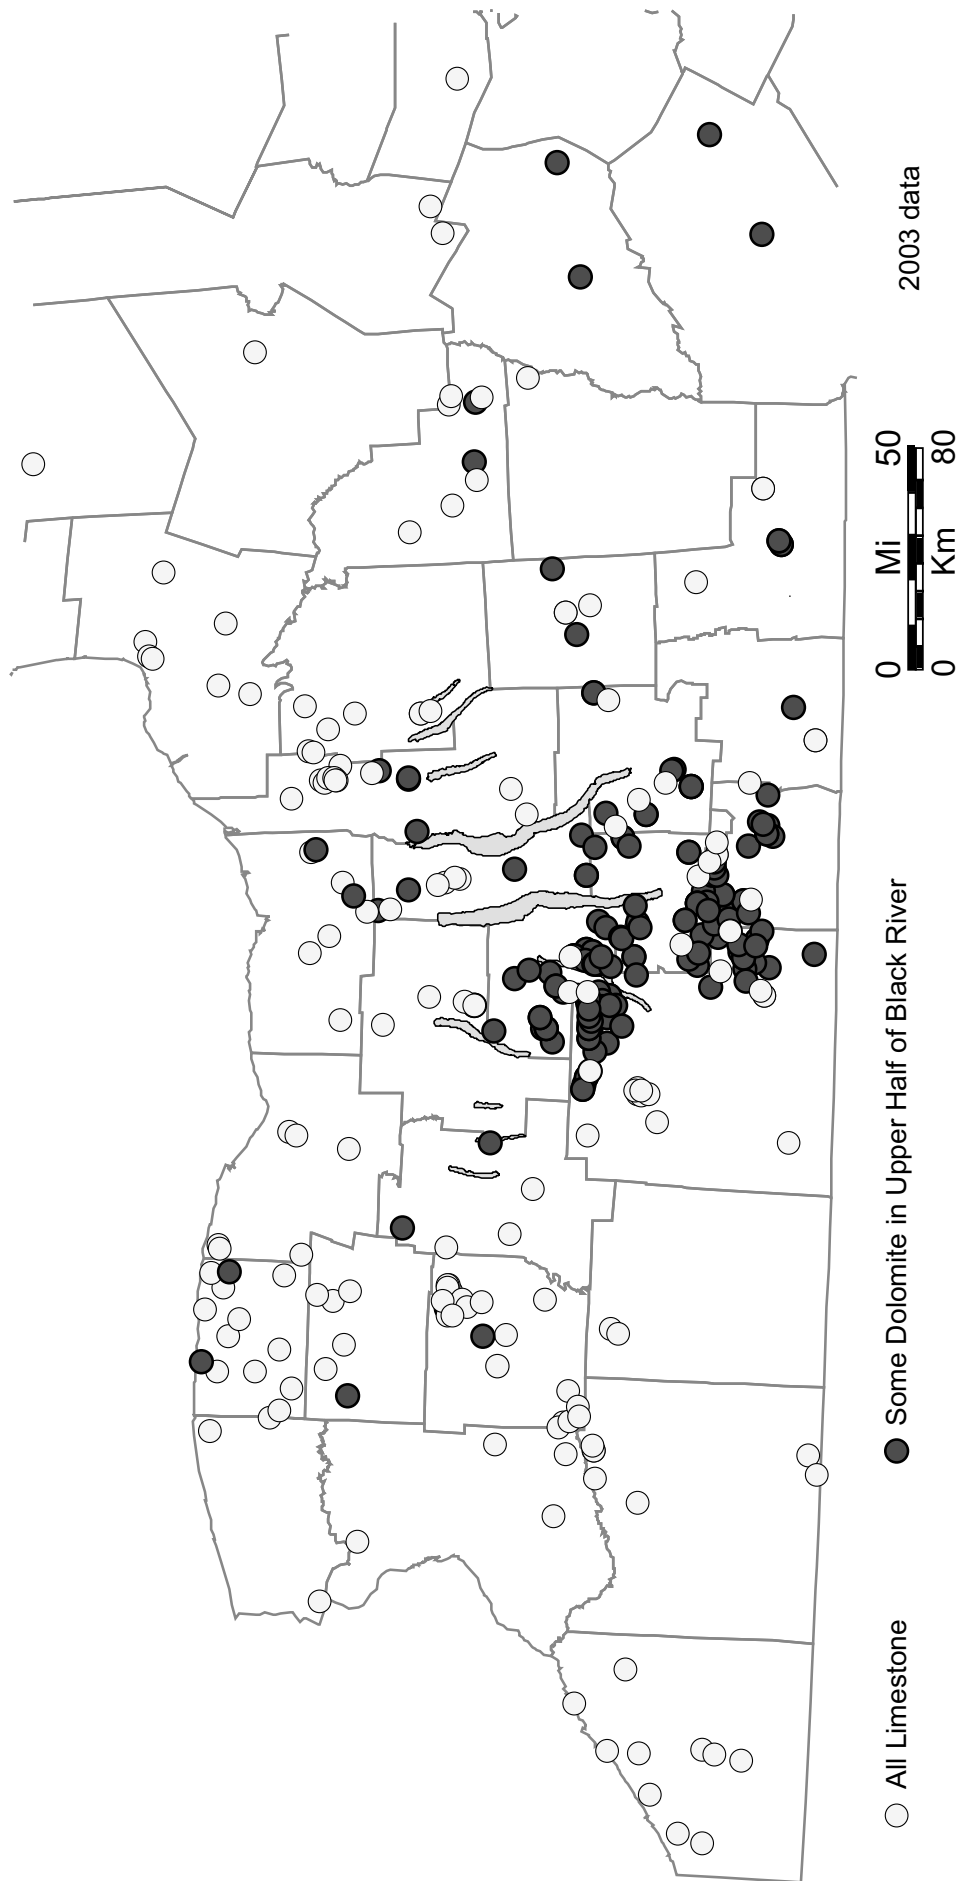 2003 data
0 Mi 50
0 Km 80
All Limestone
Some Dolomite in Upper Half of Black River